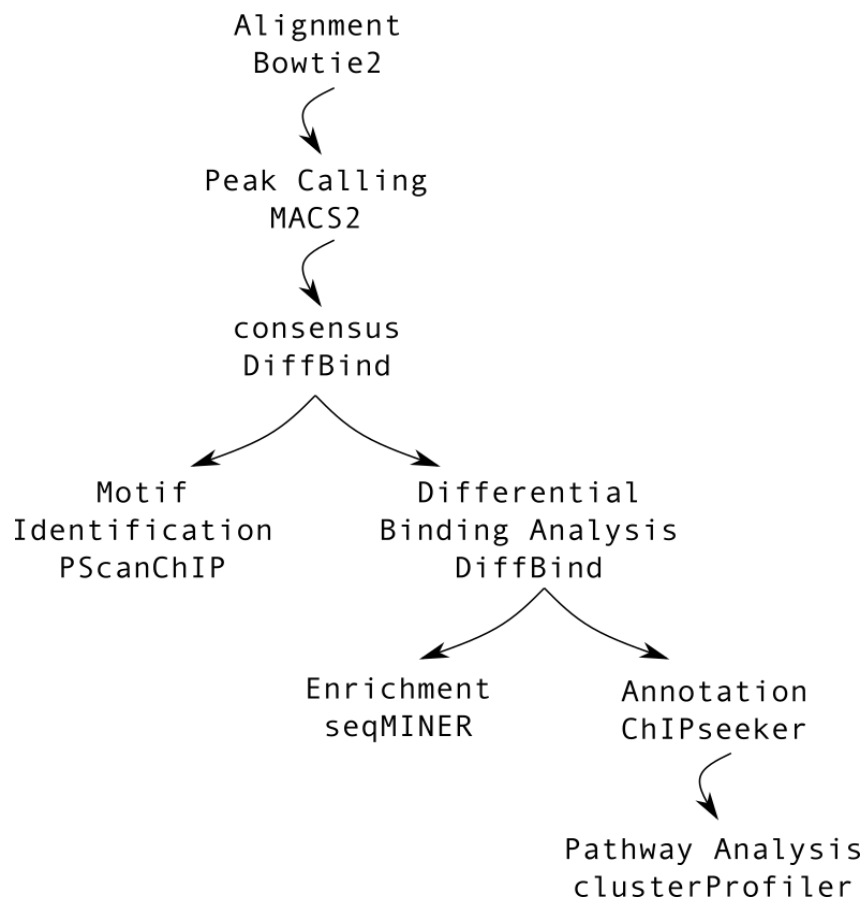 Alignment
Bowtie2
Peak Calling
MACS2
consensus
DiffBind
Motif
Identification
PScanChIP
Differential
Binding Analysis
DiffBind
Enrichment
seqMINER
Annotation
ChIPseeker
Pathway Analysis
clusterProfiler